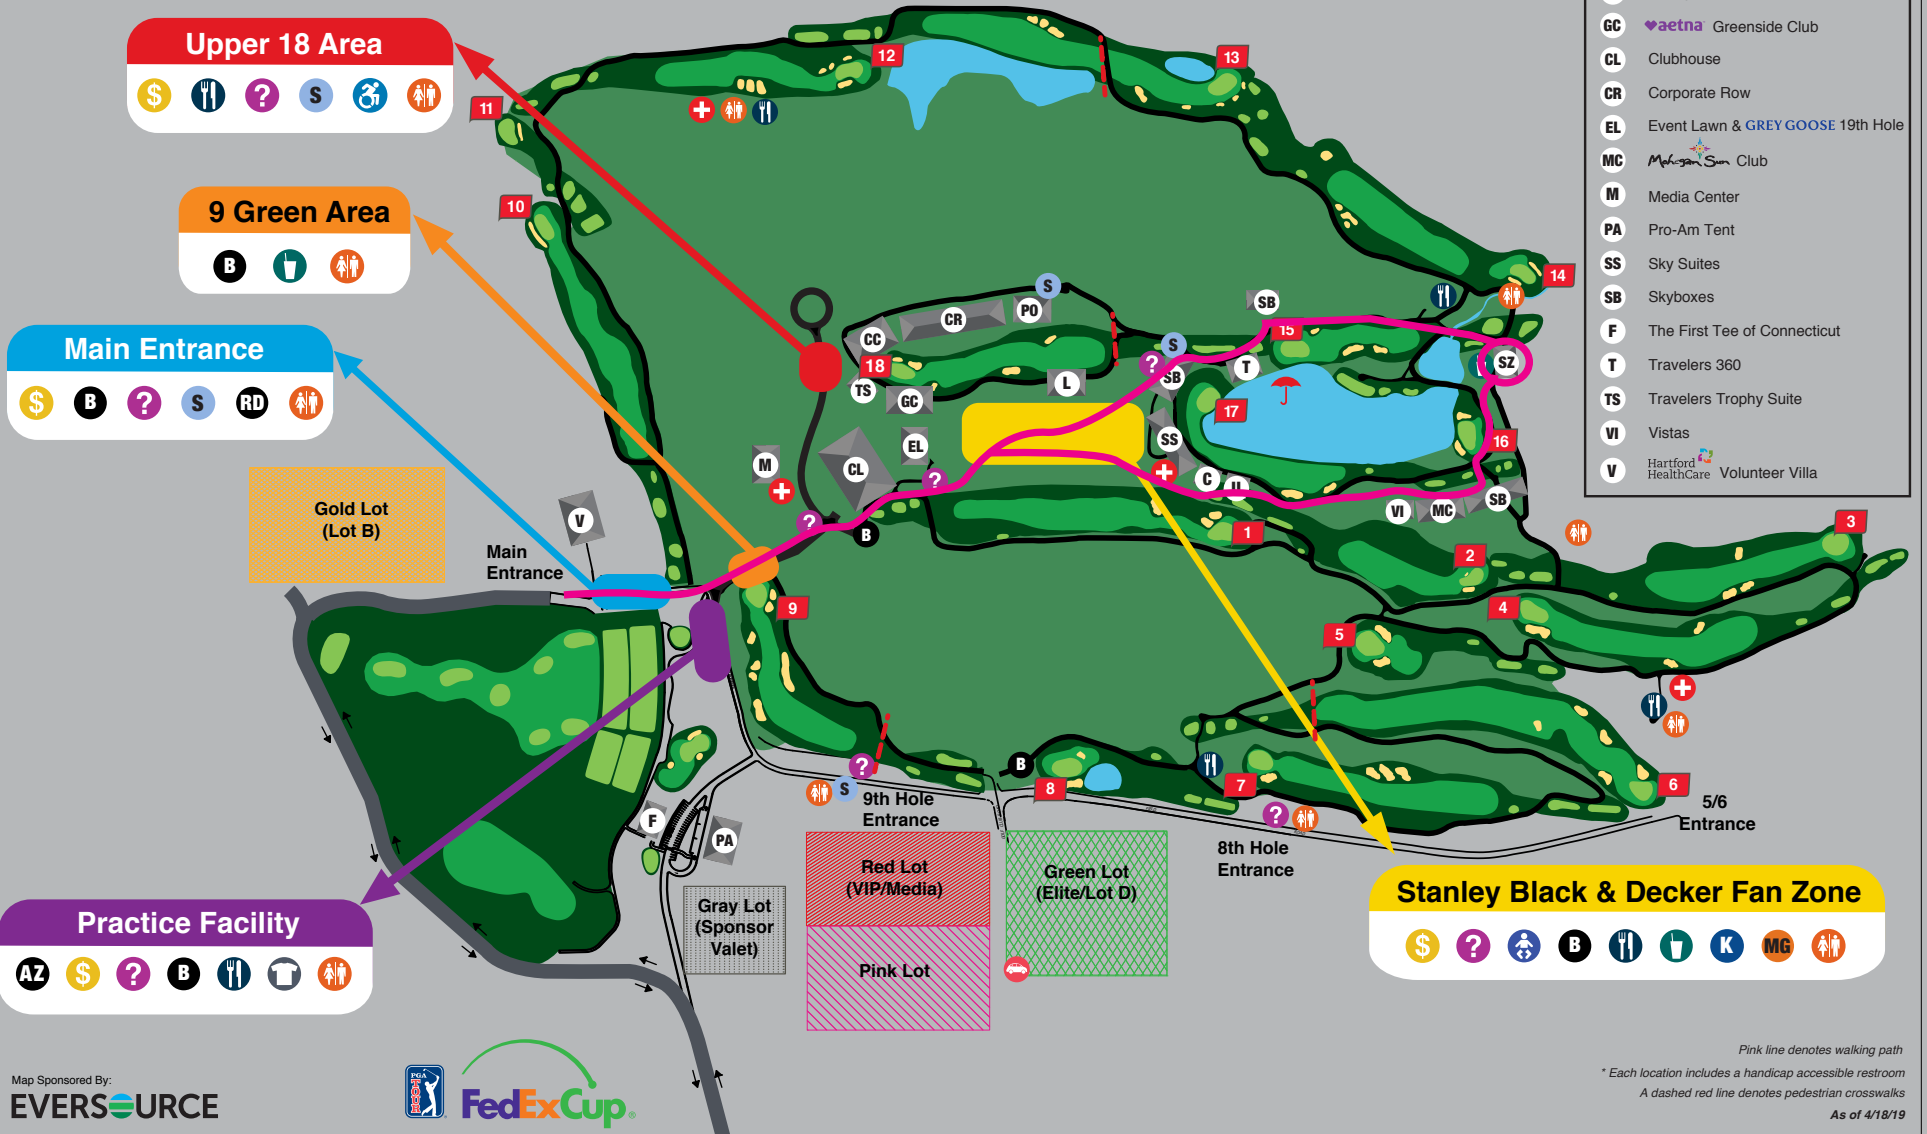 Upper 18 Area
$ ? S
9 Green Area
B
Main Entrance
$ B ? S RD
Gold Lot
(Lot B)
Main
Entrance
V
Practice Facility
AZ $ ? B
Map Sponsored By:
EVERSOURCE
PGA
TOUR
FedExCup
11
12
13
10
14
S
SB
CR
PO
CC
15
18
S
?
SB
T
SZ
TS
GC
L
17
M
CL
EL
SS
16
?
C
U
VI
MC
SB
?
B
1
2
3
9
4
5
?
S
9th Hole
Entrance
B
8
7
6
?
8th Hole
Entrance
5/6
Entrance
F
PA
Gray Lot
(Sponsor
Valet)
Red Lot
(VIP/Media)
Pink Lot
Green Lot
(Elite/Lot D)
Stanley Black & Decker Fan Zone
$ ? B K MG
GC aetna Greenside Club
CL Clubhouse
CR Corporate Row
EL Event Lawn & GREY GOOSE 19th Hole
MC Mohegan Sun Club
M Media Center
PA Pro-Am Tent
SS Sky Suites
SB Skyboxes
F The First Tee of Connecticut
T Travelers 360
TS Travelers Trophy Suite
VI Vistas
V Hartford HealthCare Volunteer Villa
Pink line denotes walking path
* Each location includes a handicap accessible restroom
A dashed red line denotes pedestrian crosswalks
As of 4/18/19